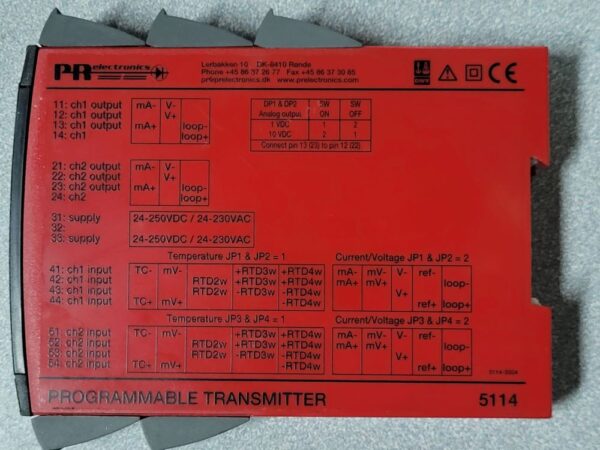 PR electronics
Lerbakken 10 DK-8410 Rønde
Phone +45 86 37 26 77 Fax +45 86 37 30 85
pr@prelectronics.dk www.prelectronics.com
CE
11: ch1 output mA- V-
12: ch1 output V+
13: ch1 output mA+ loop-
14: ch1 loop+
DP1 & DP2 SW SW
Analog output ON OFF
1 VDC 1 2
10 VDC 2 1
Connect pin 13 (23) to pin 12 (22)
21: ch2 output mA- V-
22: ch2 output V+
23: ch2 output mA+ loop-
24: ch2 loop+
31: supply 24-250VDC / 24-230VAC
32:
33: supply 24-250VDC / 24-230VAC
Temperature JP1 & JP2 = 1 Current/Voltage JP1 & JP2 = 2
41: ch1 input TC- mV- +RTD3w +RTD4w mA- mV- V- ref-
42: ch1 input RTD2w +RTD3w +RTD4w mA+ mV+ loop-
43: ch1 input RTD2w -RTD3w -RTD4w V+
44: ch1 input TC+ mV+ -RTD4w ref+ loop+
Temperature JP3 & JP4 = 1 Current/Voltage JP3 & JP4 = 2
51: ch2 input TC- mV- +RTD3w +RTD4w mA- mV- V- ref-
52: ch2 input RTD2w +RTD3w +RTD4w mA+ mV+ loop-
53: ch2 input RTD2w -RTD3w -RTD4w V+
54: ch2 input TC+ mV+ -RTD4w ref+ loop+
PROGRAMMABLE TRANSMITTER 5114